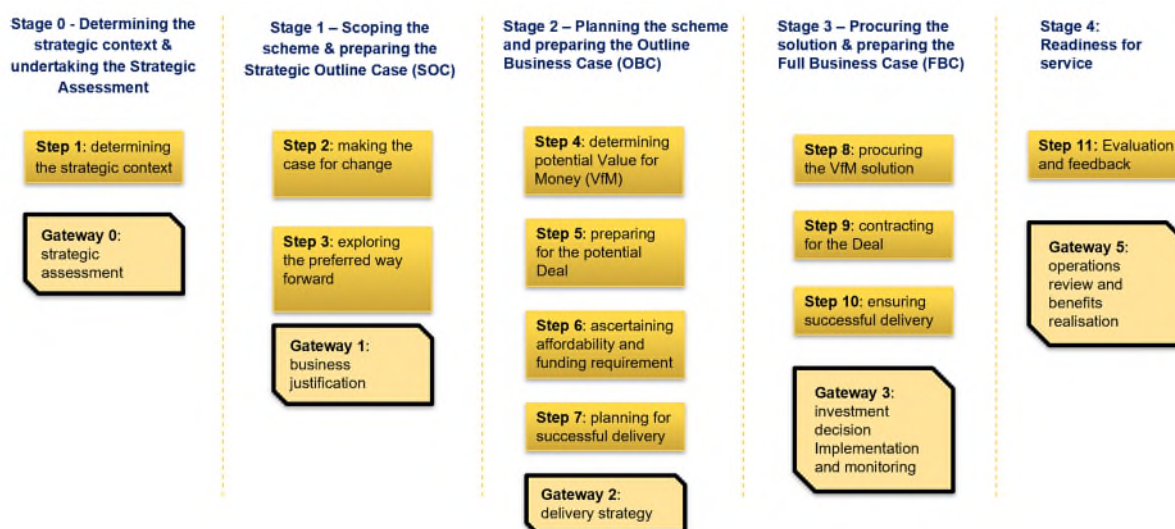 Stage 0 - Determining the
strategic context &
undertaking the Strategic
Assessment
Step 1: determining
the strategic context
Gateway 0:
strategic
assessment
Stage 1 – Scoping the
scheme & preparing the
Strategic Outline Case (SOC)
Step 2: making the
case for change
Step 3: exploring
the preferred way
forward
Gateway 1:
business
justification
Stage 2 – Planning the scheme
and preparing the Outline
Business Case (OBC)
Step 4: determining
potential Value for
Money (VfM)
Step 5: preparing
for the potential
Deal
Step 6: ascertaining
affordability and
funding requirement
Step 7: planning for
successful delivery
Gateway 2:
delivery strategy
Stage 3 – Procuring the
solution & preparing the
Full Business Case (FBC)
Step 8: procuring
the VfM solution
Step 9: contracting
for the Deal
Step 10: ensuring
successful delivery
Gateway 3:
investment
decision
Implementation
and monitoring
Stage 4:
Readiness for
service
Step 11: Evaluation
and feedback
Gateway 5:
operations
review and
benefits
realisation